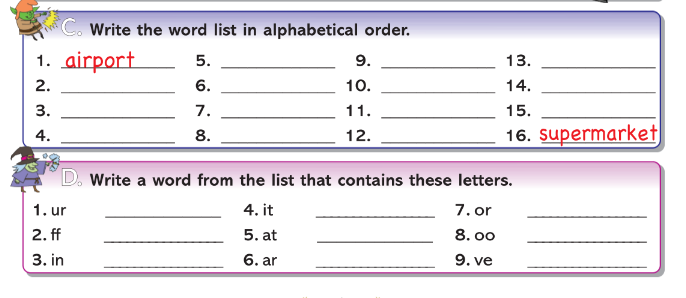 C. Write the word list in alphabetical order.
1. airport 5. 9. 13.
2. 6. 10. 14.
3. 7. 11. 15.
4. 8. 12. 16. supermarket
D. Write a word from the list that contains these letters.
1. ur 4. it 7. or
2. ff 5. at 8. oo
3. in 6. ar 9. ve